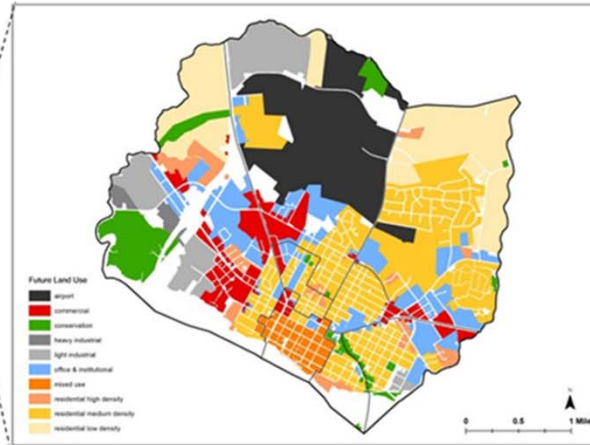 Future Land Use
airport
commercial
conservation
heavy industrial
light industrial
office & institutional
mixed use
residential high density
residential medium density
residential low density
N
0 0.5 1 Mile